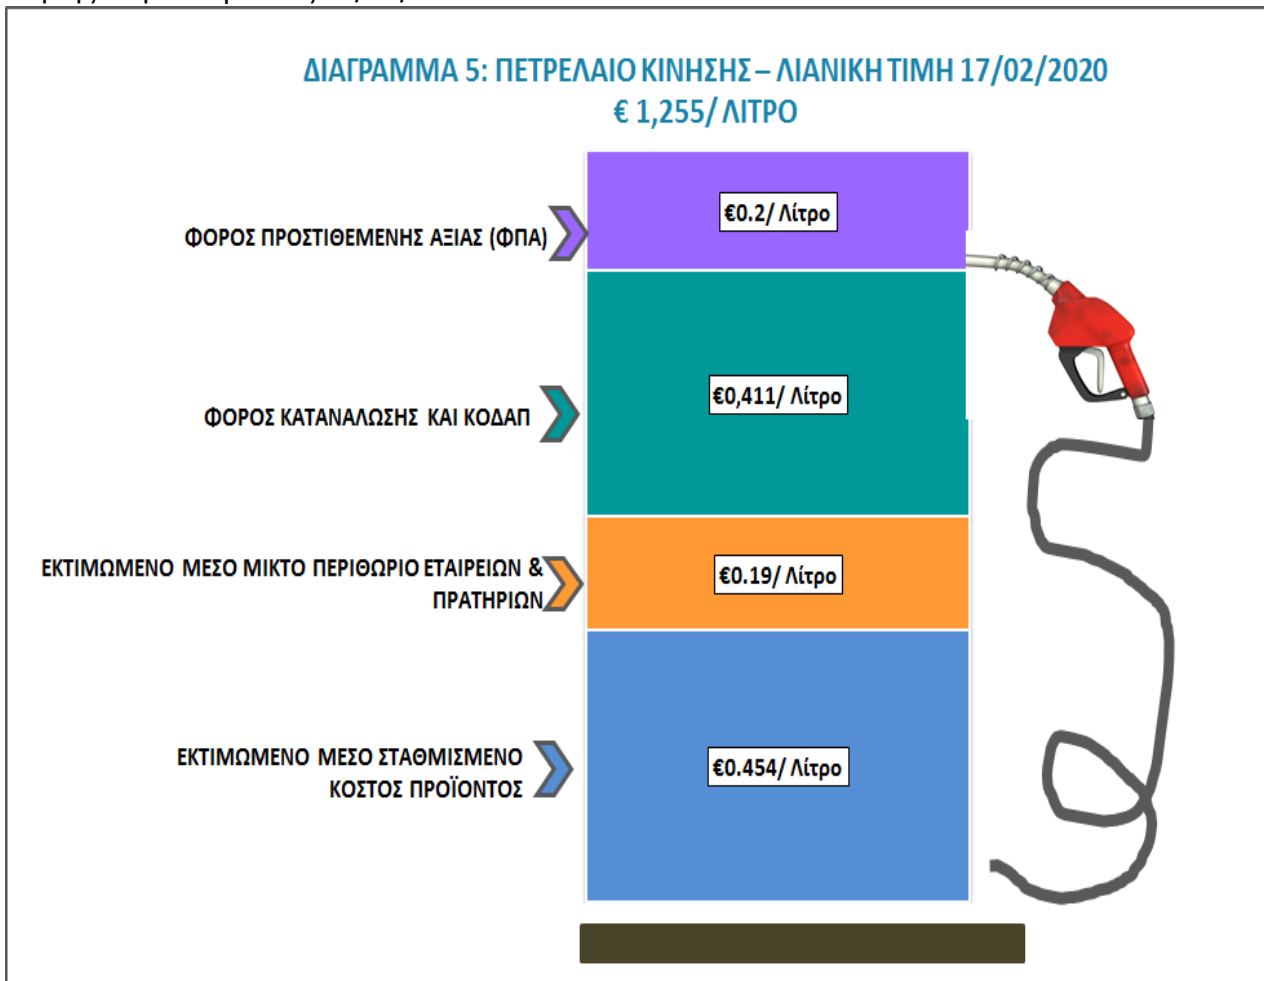 ΔΙΑΓΡΑΜΜΑ 5: ΠΕΤΡΕΛΑΙΟ ΚΙΝΗΣΗΣ – ΛΙΑΝΙΚΗ ΤΙΜΗ 17/02/2020
€ 1,255/ ΛΙΤΡΟ
€0.2/ Λίτρο
ΦΟΡΟΣ ΠΡΟΣΤΙΘΕΜΕΝΗΣ ΑΞΙΑΣ (ΦΠΑ)
€0,411/ Λίτρο
ΦΟΡΟΣ ΚΑΤΑΝΑΛΩΣΗΣ ΚΑΙ ΚΟΔΑΠ
ΕΚΤΙΜΩΜΕΝΟ ΜΕΣΟ ΜΙΚΤΟ ΠΕΡΙΘΩΡΙΟ ΕΤΑΙΡΕΙΩΝ &
ΠΡΑΤΗΡΙΩΝ
€0.19/ Λίτρο
ΕΚΤΙΜΩΜΕΝΟ ΜΕΣΟ ΣΤΑΘΜΙΣΜΕΝΟ
ΚΟΣΤΟΣ ΠΡΟΪΟΝΤΟΣ
€0.454/ Λίτρο